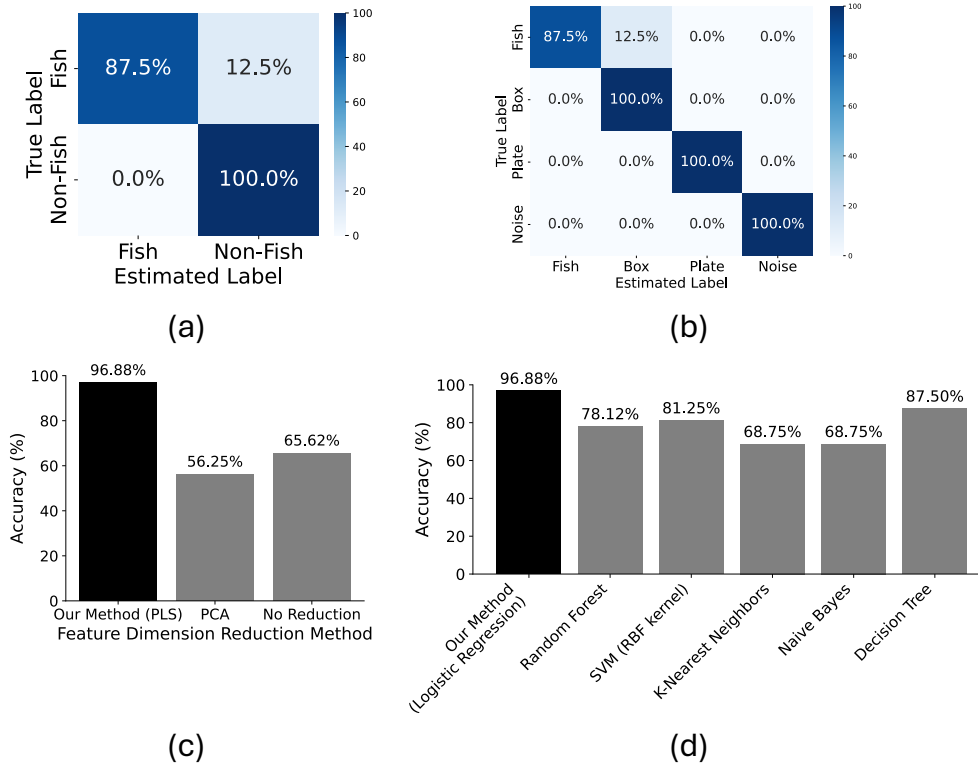 True Label
Fish
Non-Fish
87.5%
12.5%
0.0%
100.0%
Fish
Non-Fish
Estimated Label
100
80
60
40
20
0
(a)
True Label
Fish
Box
Plate
Noise
87.5%
12.5%
0.0%
0.0%
0.0%
100.0%
0.0%
0.0%
0.0%
0.0%
100.0%
0.0%
0.0%
0.0%
0.0%
100.0%
Fish
Box
Plate
Noise
Estimated Label
100
80
60
40
20
0
(b)
Accuracy (%)
100
80
60
40
20
0
96.88%
56.25%
65.62%
Our Method (PLS)
PCA
No Reduction
Feature Dimension Reduction Method
(c)
Accuracy (%)
100
80
60
40
20
0
96.88%
78.12%
81.25%
68.75%
68.75%
87.50%
Our Method
(Logistic Regression)
Random Forest
SVM (RBF kernel)
K-Nearest Neighbors
Naive Bayes
Decision Tree
(d)